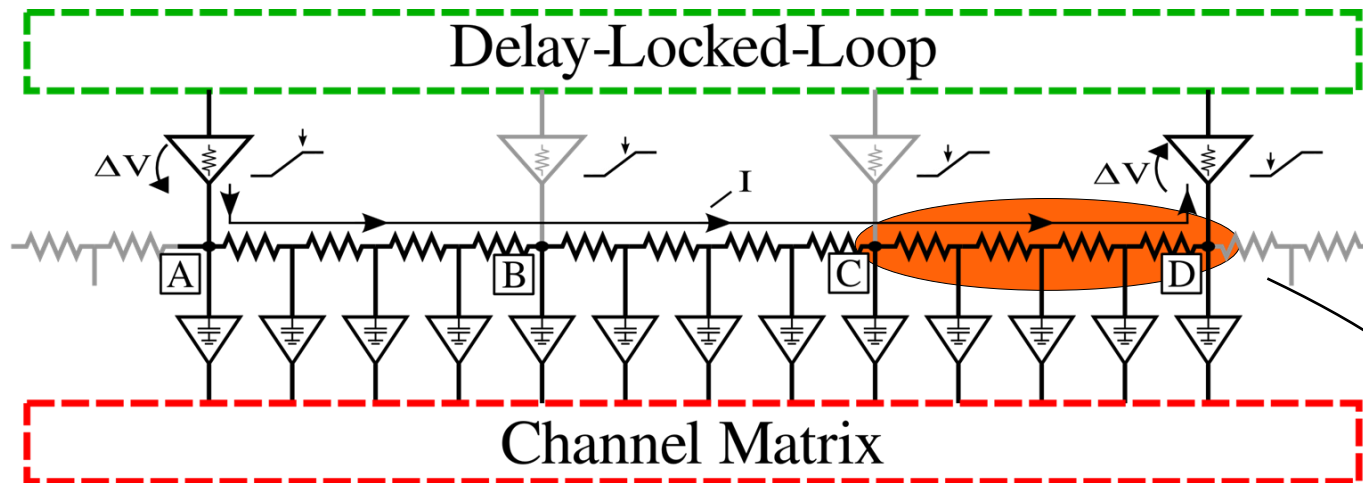 Delay-Locked-Loop
ΔV
I
ΔV
A
B
C
D
Channel Matrix